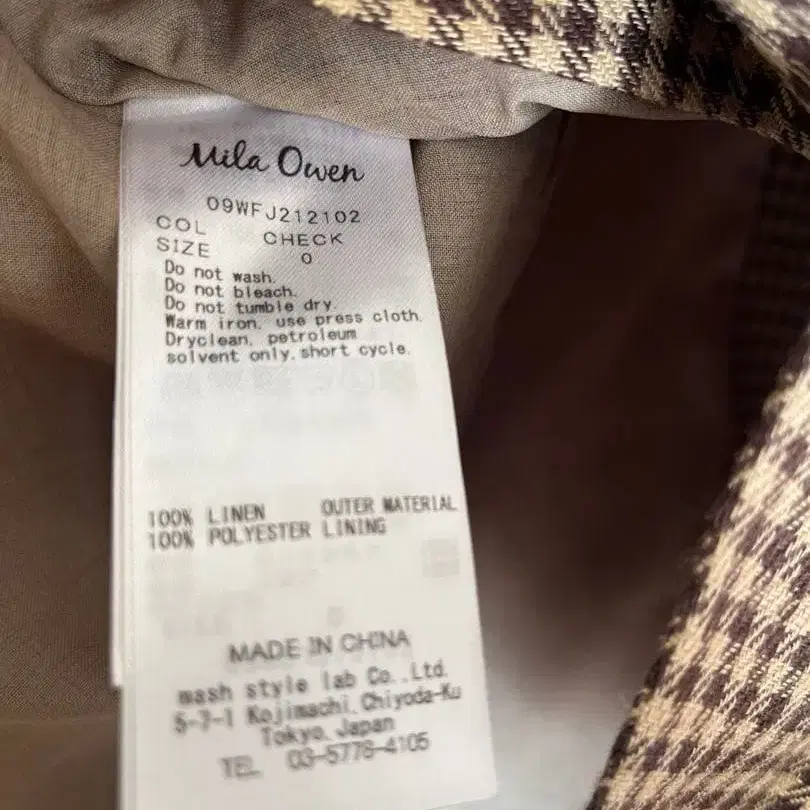 Mila Owen
09WFJ212102
COL CHECK
SIZE 0
Do not wash.
Do not bleach.
Do not tumble dry.
Warm iron. use press cloth.
Dryclean, petroleum
solvent only. short cycle.
100% LINEN OUTER MATERIAL
100% POLYESTER LINING
MADE IN CHINA
mash style lab Co.,Ltd.
5-7-1 Kojimachi, Chiyoda-Ku
Tokyo, Japan
TEL 03-5778-4105